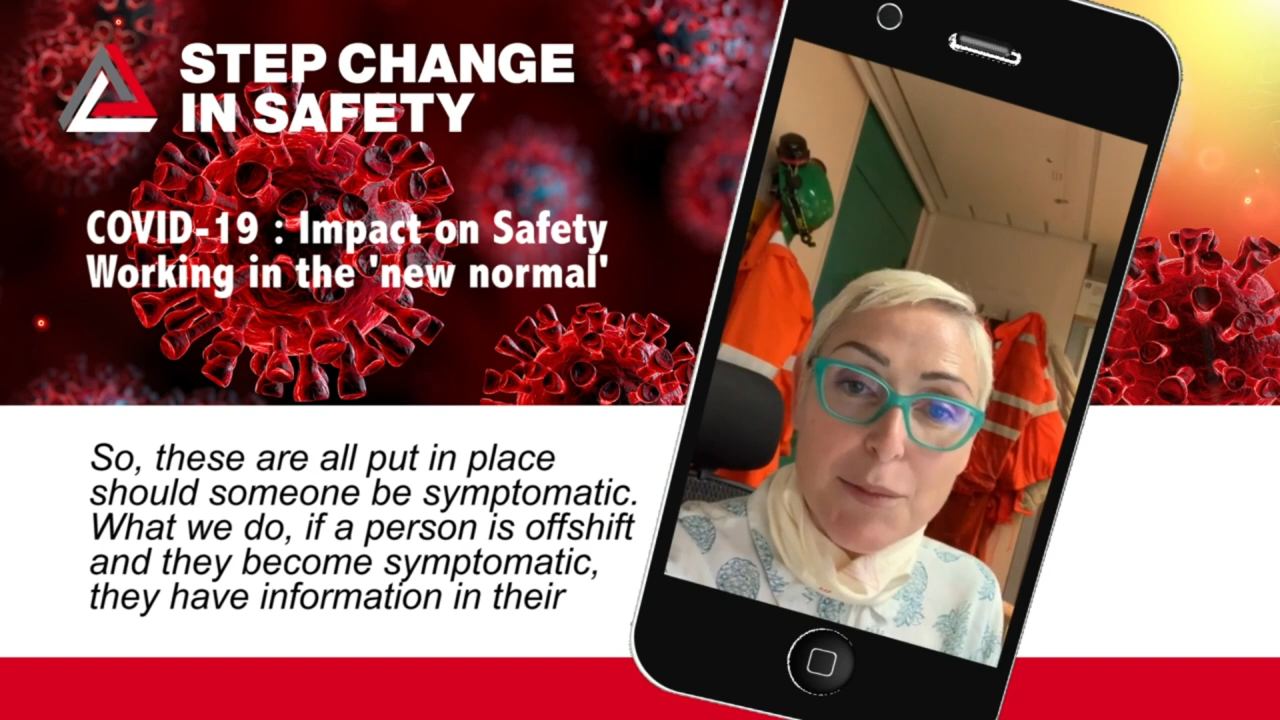 STEP CHANGE
IN SAFETY
COVID-19 : Impact on Safety
Working in the 'new normal'
So, these are all put in place
should someone be symptomatic.
What we do, if a person is offshift
and they become symptomatic,
they have information in their